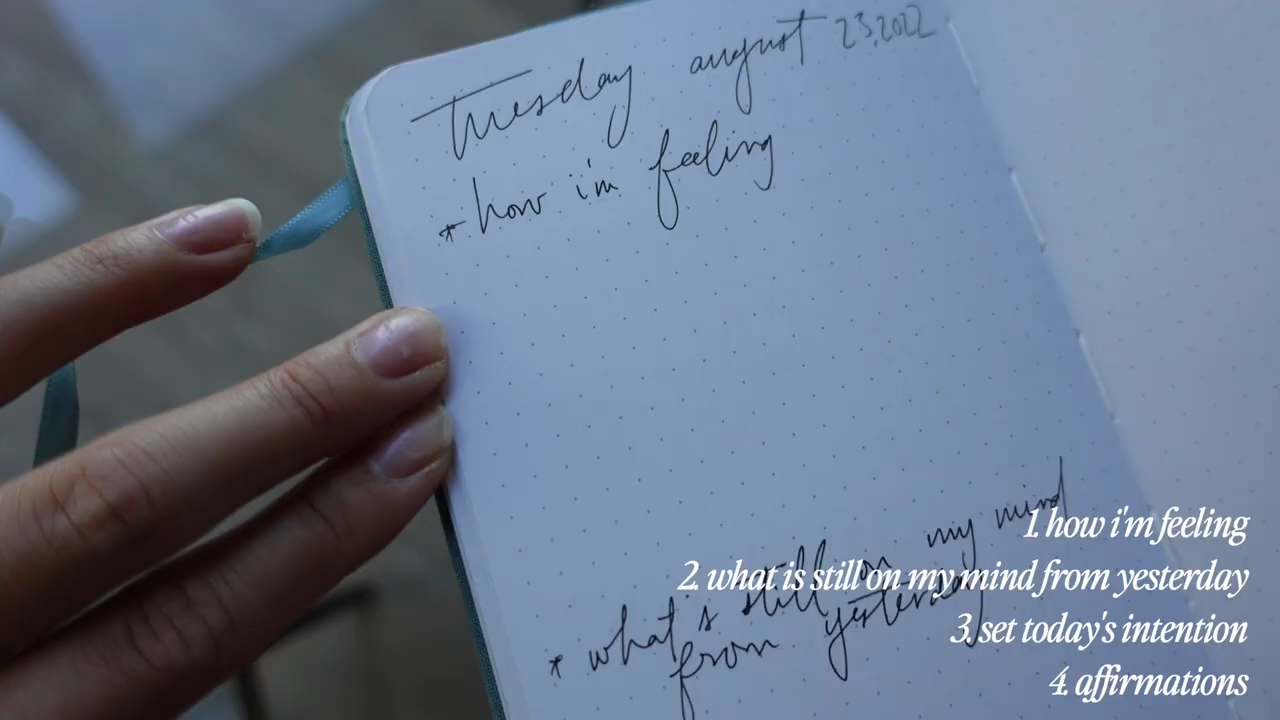 Tuesday august 23, 2022
* how i'm feeling
* what's still on my mind
from yesterday
1 how i'm feeling
2 what is still on my mind from yesterday
3 set today's intention
4 affirmations